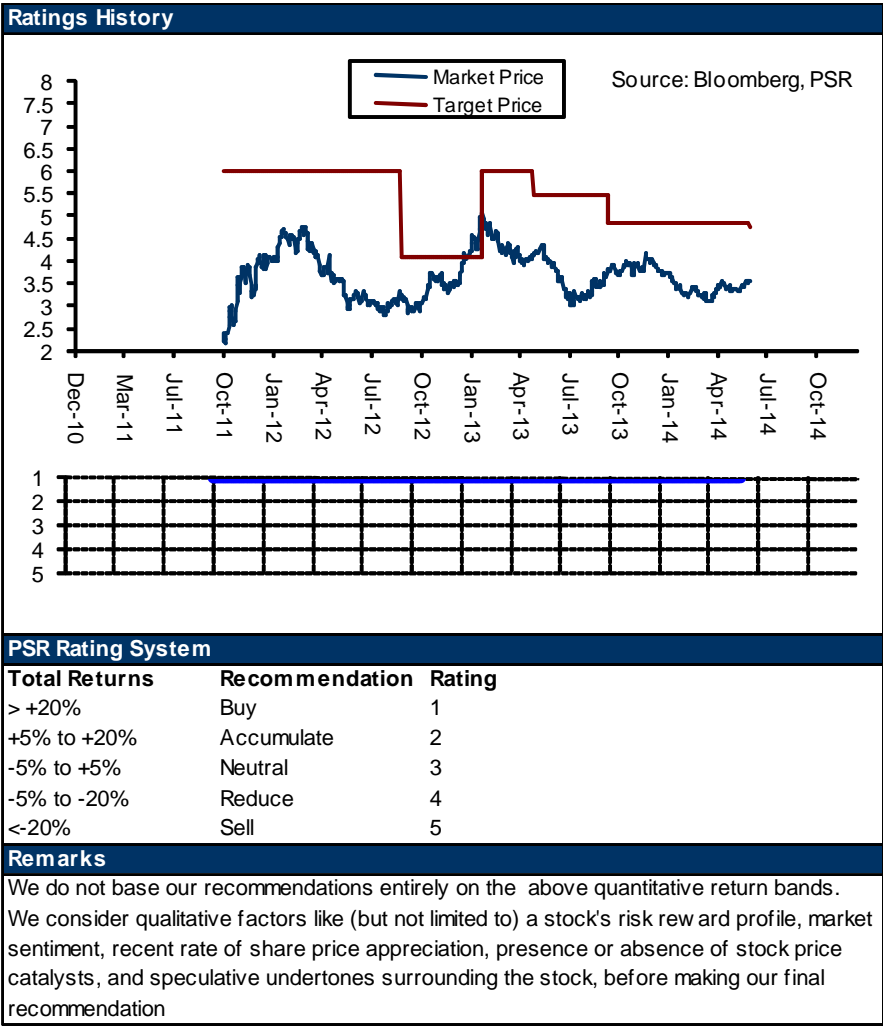 Ratings History
Market Price
Target Price
Source: Bloomberg, PSR
8
7.5
7
6.5
6
5.5
5
4.5
4
3.5
3
2.5
2
Dec-10
Mar-11
Jul-11
Oct-11
Jan-12
Apr-12
Jul-12
Oct-12
Jan-13
Apr-13
Jul-13
Oct-13
Jan-14
Apr-14
Jul-14
Oct-14
1
2
3
4
5
PSR Rating System
Total Returns Recommendation Rating
> +20% Buy 1
+5% to +20% Accumulate 2
-5% to +5% Neutral 3
-5% to -20% Reduce 4
<-20% Sell 5
Remarks
We do not base our recommendations entirely on the above quantitative return bands.
We consider qualitative factors like (but not limited to) a stock's risk reward profile, market
sentiment, recent rate of share price appreciation, presence or absence of stock price
catalysts, and speculative undertones surrounding the stock, before making our final
recommendation